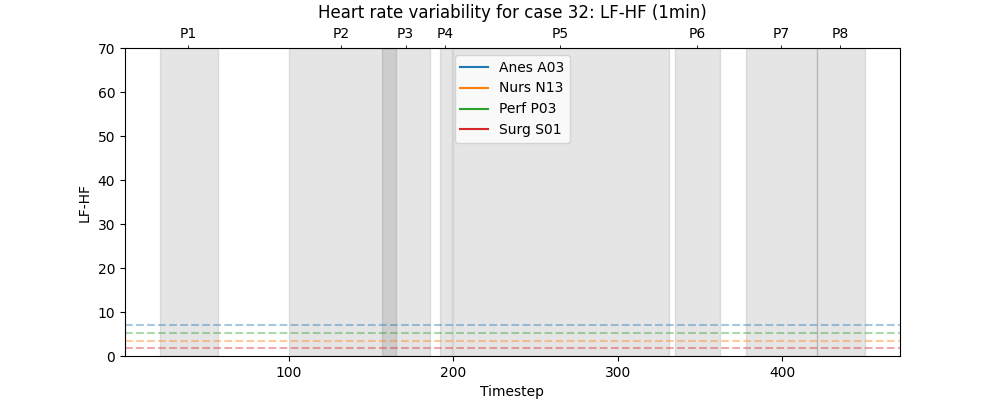 Heart rate variability for case 32: LF-HF (1min)
P1 P2 P3 P4 P5 P6 P7 P8
70
60
50
40
30
20
10
0
LF-HF
Anes A03
Nurs N13
Perf P03
Surg S01
100 200 300 400
Timestep